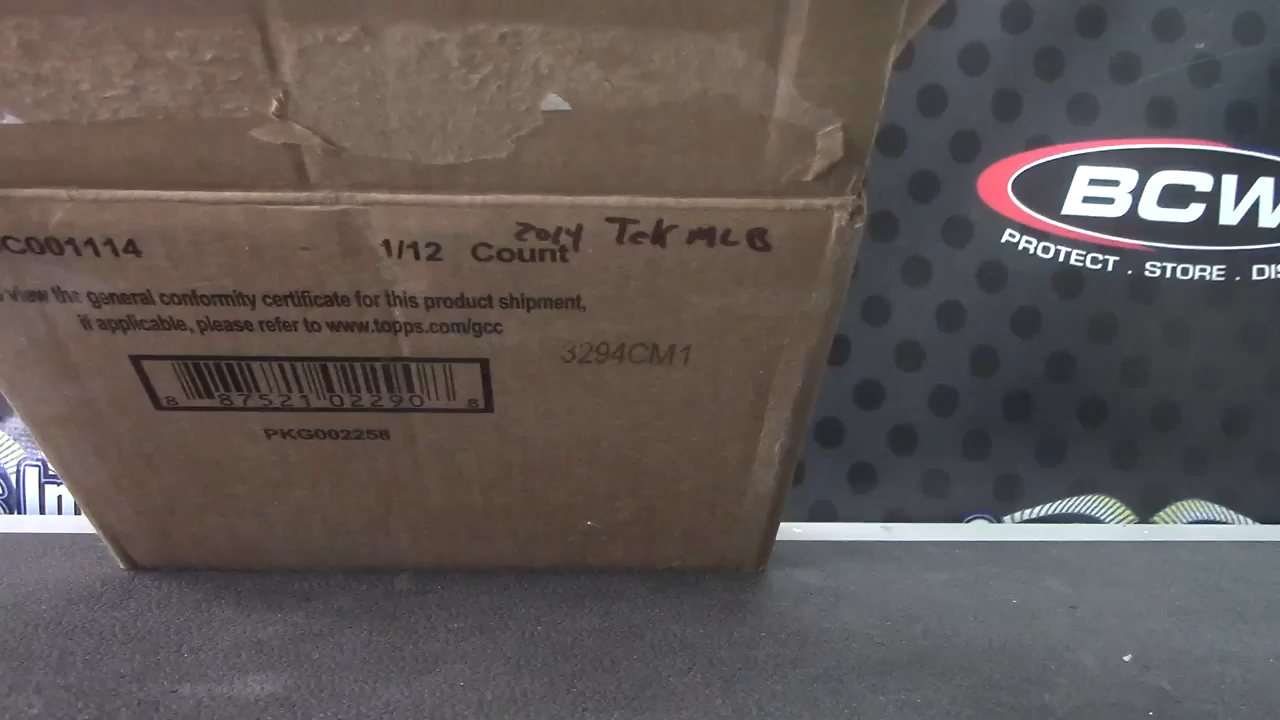 C001114
1/12 Count
2014 Tek MLB
view the general conformity certificate for this product shipment,
if applicable, please refer to www.topps.com/gcc
3294CM1
8 87521 02290 8
PKG002258
BCW
PROTECT . STORE . DIS
In